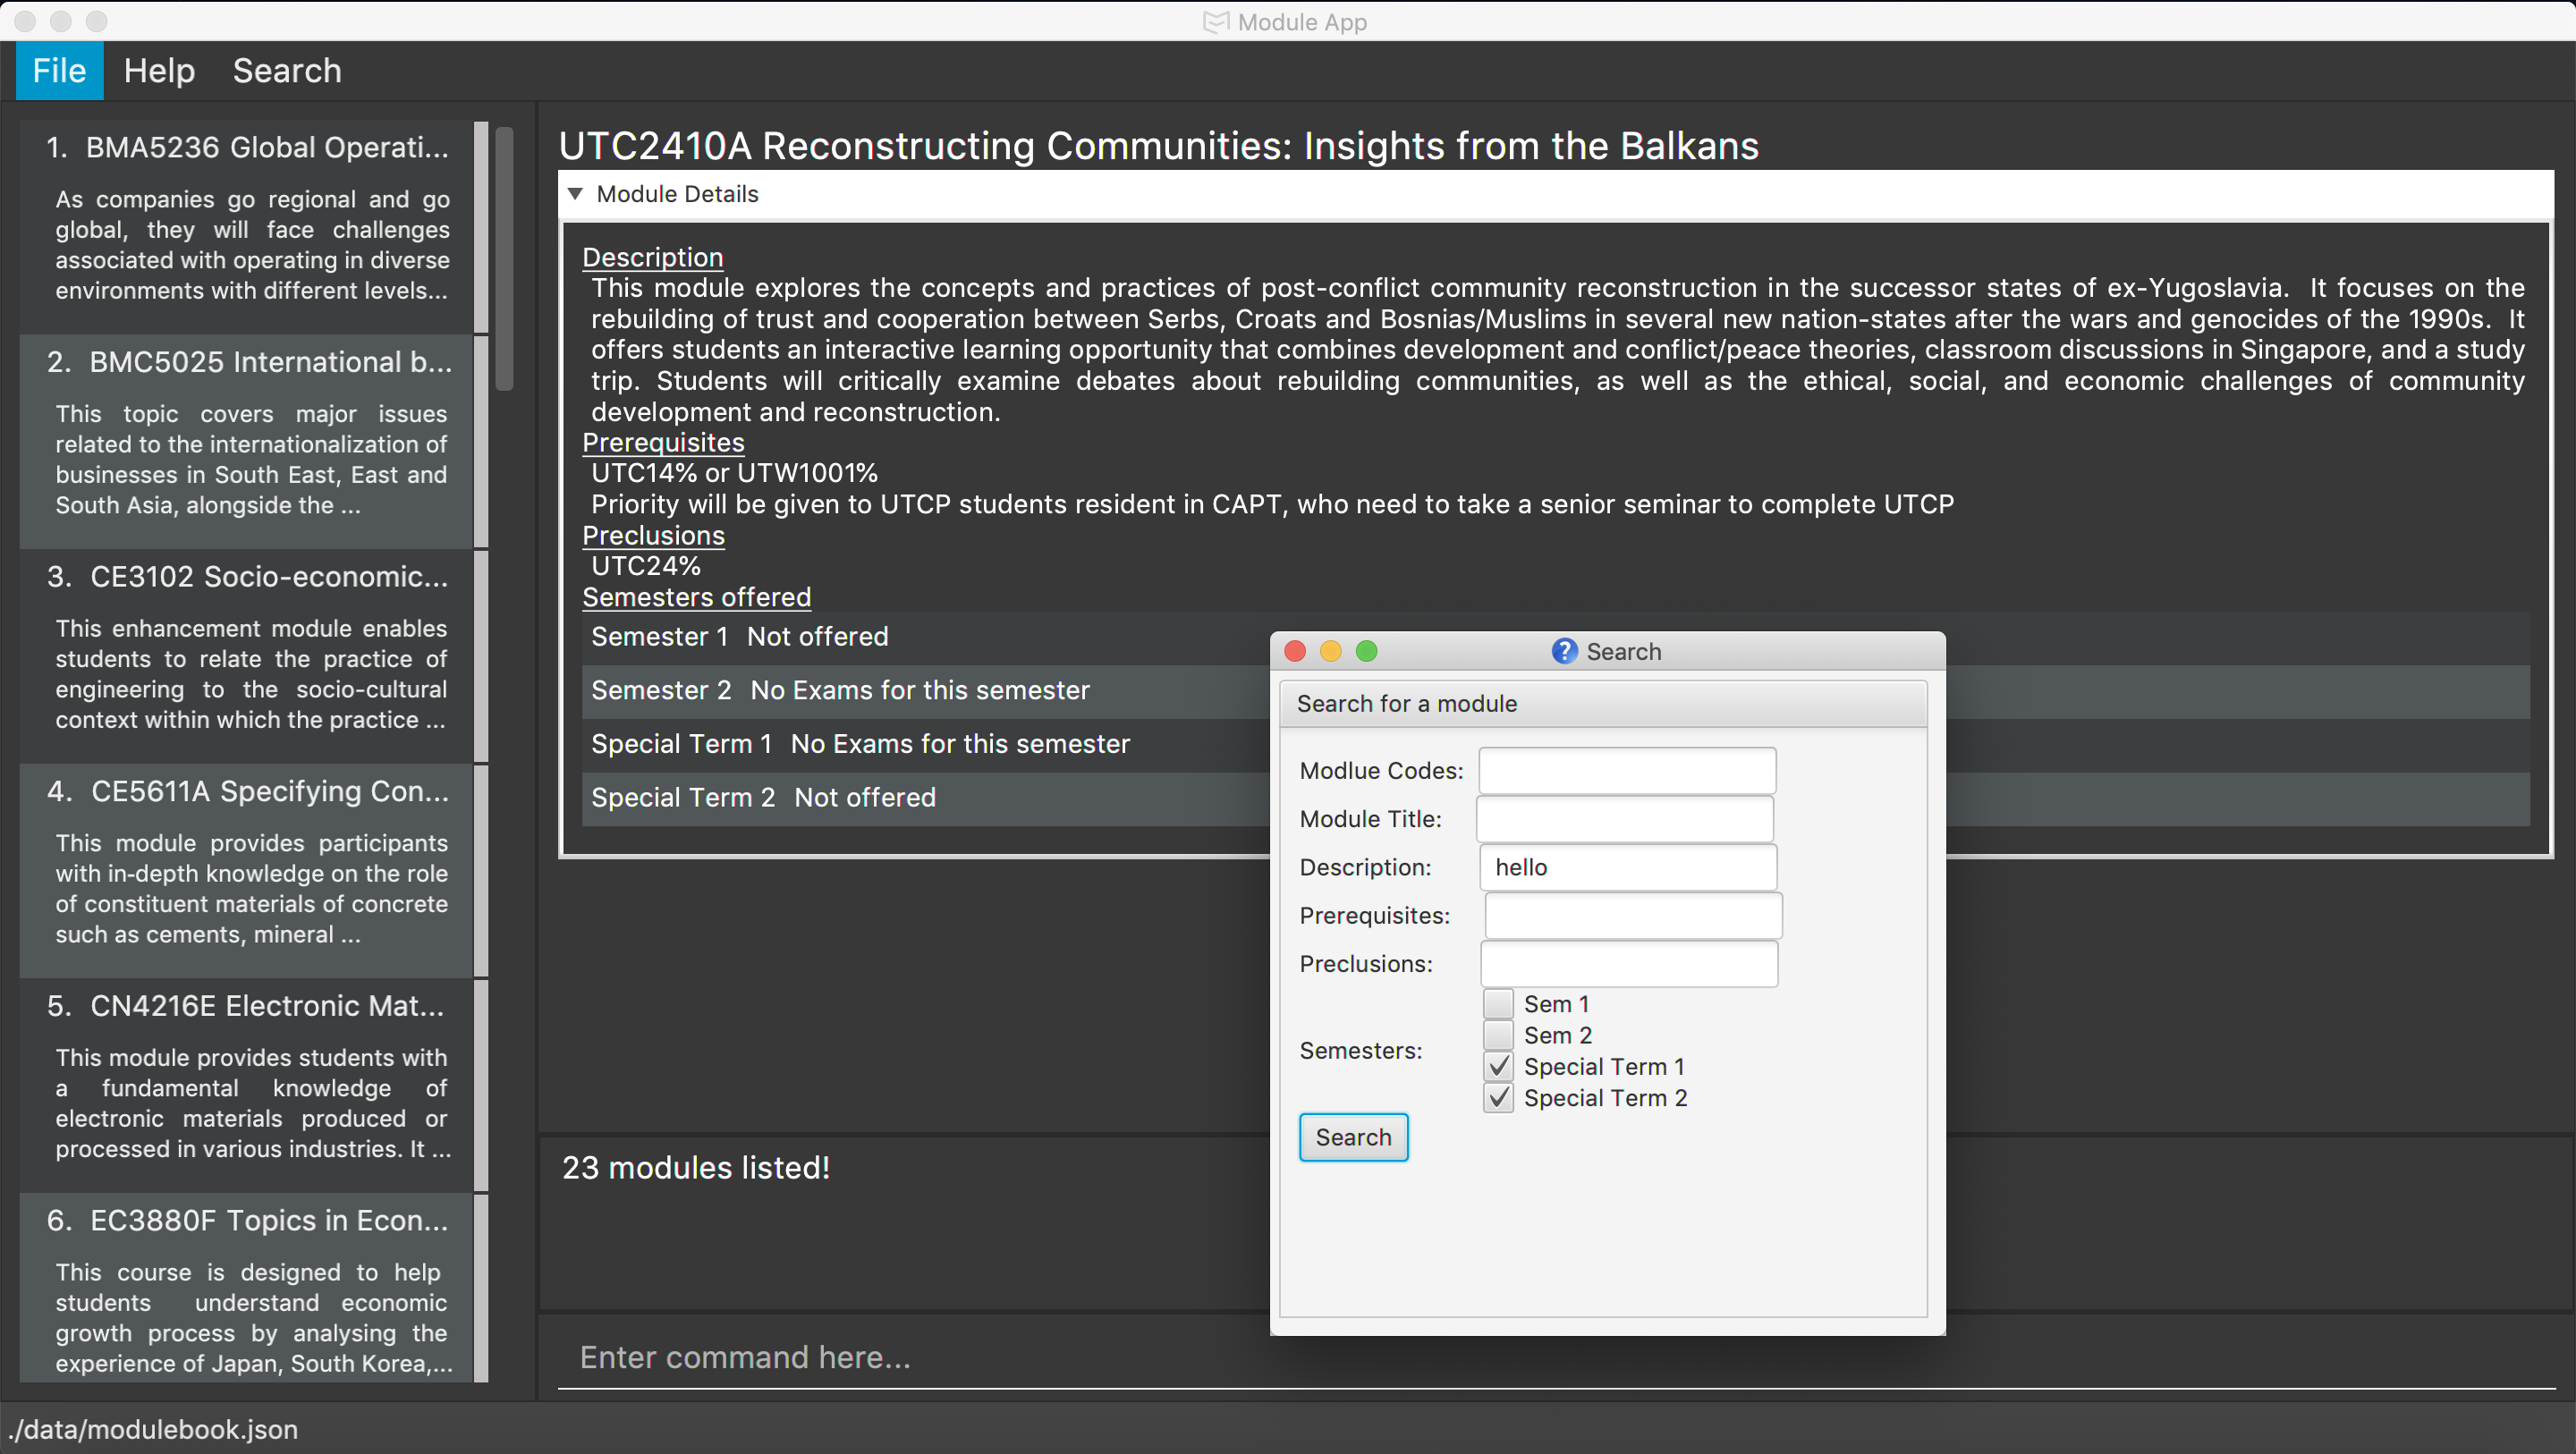 Module App
File Help Search
1. BMA5236 Global Operati...
As companies go regional and go
global, they will face challenges
associated with operating in diverse
environments with different levels...
2. BMC5025 International b...
This topic covers major issues
related to the internationalization of
businesses in South East, East and
South Asia, alongside the ...
3. CE3102 Socio-economic...
This enhancement module enables
students to relate the practice of
engineering to the socio-cultural
context within which the practice ...
4. CE5611A Specifying Con...
This module provides participants
with in-depth knowledge on the role
of constituent materials of concrete
such as cements, mineral ...
5. CN4216E Electronic Mat...
This module provides students with
a fundamental knowledge of
electronic materials produced or
processed in various industries. It ...
6. EC3880F Topics in Econ...
This course is designed to help
students understand economic
growth process by analysing the
experience of Japan, South Korea,...
UTC2410A Reconstructing Communities: Insights from the Balkans
Module Details
Description
This module explores the concepts and practices of post-conflict community reconstruction in the successor states of ex-Yugoslavia. It focuses on the
rebuilding of trust and cooperation between Serbs, Croats and Bosnias/Muslims in several new nation-states after the wars and genocides of the 1990s. It
offers students an interactive learning opportunity that combines development and conflict/peace theories, classroom discussions in Singapore, and a study
trip. Students will critically examine debates about rebuilding communities, as well as the ethical, social, and economic challenges of community
development and reconstruction.
Prerequisites
UTC14% or UTW1001%
Priority will be given to UTCP students resident in CAPT, who need to take a senior seminar to complete UTCP
Preclusions
UTC24%
Semesters offered
Semester 1 Not offered
Semester 2 No Exams for this semester
Special Term 1 No Exams for this semester
Special Term 2 Not offered
Search
Search for a module
Modlue Codes:
Module Title:
Description: hello
Prerequisites:
Preclusions:
Semesters:
Sem 1
Sem 2
Special Term 1
Special Term 2
Search
23 modules listed!
Enter command here...
./data/modulebook.json